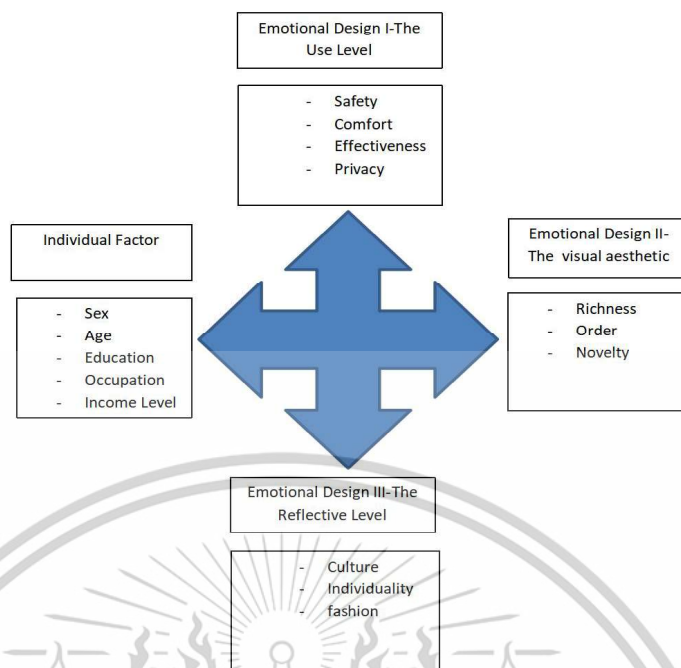 Emotional Design I-The
Use Level
- Safety
- Comfort
- Effectiveness
- Privacy
Individual Factor
- Sex
- Age
- Education
- Occupation
- Income Level
Emotional Design II-
The visual aesthetic
- Richness
- Order
- Novelty
Emotional Design III-The
Reflective Level
- Culture
- Individuality
- fashion